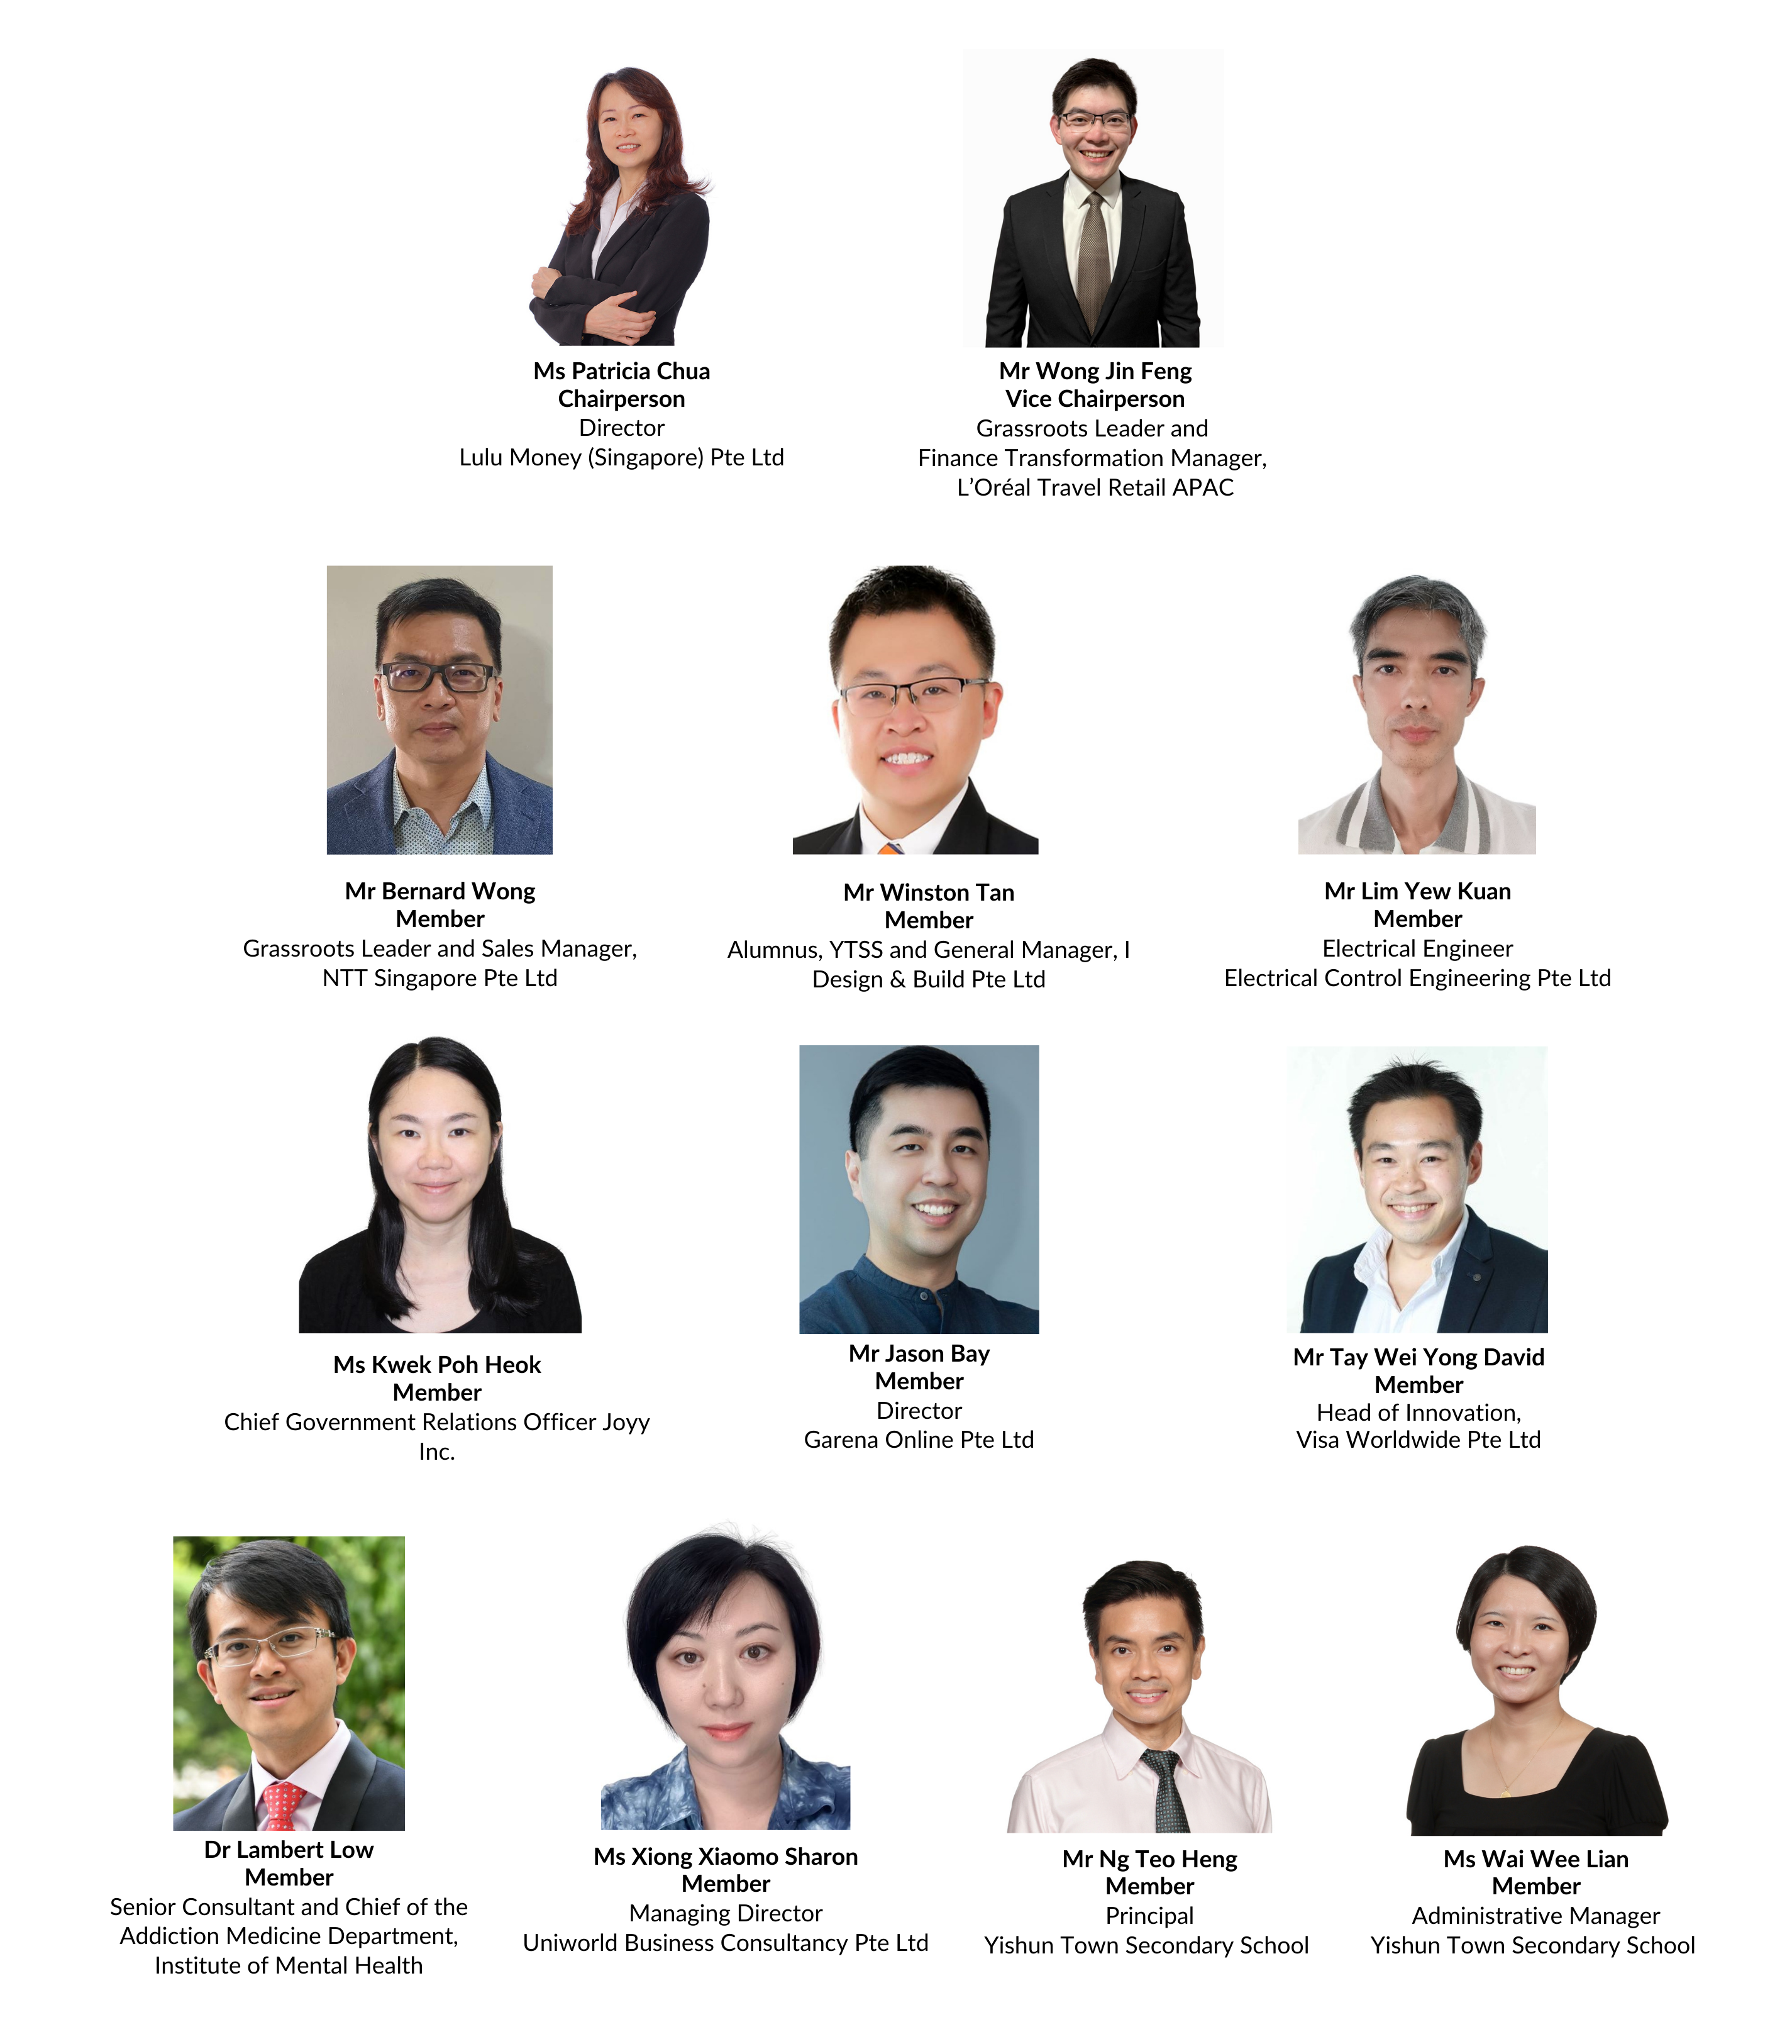 Ms Patricia Chua
Chairperson
Director
Lulu Money (Singapore) Pte Ltd
Mr Wong Jin Feng
Vice Chairperson
Grassroots Leader and
Finance Transformation Manager,
L’Oréal Travel Retail APAC
Mr Bernard Wong
Member
Grassroots Leader and Sales Manager,
NTT Singapore Pte Ltd
Mr Winston Tan
Member
Alumnus, YTSS and General Manager, I
Design & Build Pte Ltd
Mr Lim Yew Kuan
Member
Electrical Engineer
Electrical Control Engineering Pte Ltd
Ms Kwek Poh Heok
Member
Chief Government Relations Officer Joyy
Inc.
Mr Jason Bay
Member
Director
Garena Online Pte Ltd
Mr Tay Wei Yong David
Member
Head of Innovation,
Visa Worldwide Pte Ltd
Dr Lambert Low
Member
Senior Consultant and Chief of the
Addiction Medicine Department,
Institute of Mental Health
Ms Xiong Xiaomo Sharon
Member
Managing Director
Uniworld Business Consultancy Pte Ltd
Mr Ng Teo Heng
Member
Principal
Yishun Town Secondary School
Ms Wai Wee Lian
Member
Administrative Manager
Yishun Town Secondary School